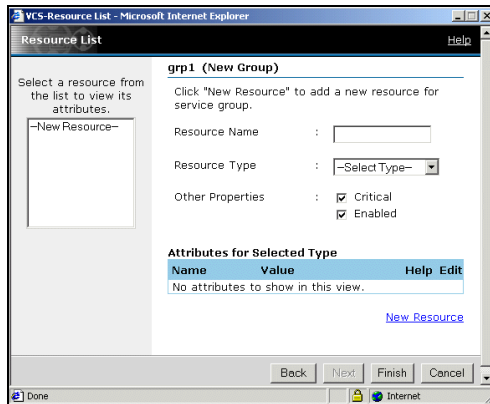 VCS-Resource List - Microsoft Internet Explorer
Resource List
Help
Select a resource from
the list to view its
attributes.
–New Resource–
grp1 (New Group)
Click "New Resource" to add a new resource for
service group.
Resource Name :
Resource Type : –Select Type–
Other Properties : Critical
Enabled
Attributes for Selected Type
Name Value Help Edit
No attributes to show in this view.
New Resource
Back Next Finish Cancel
Done Internet